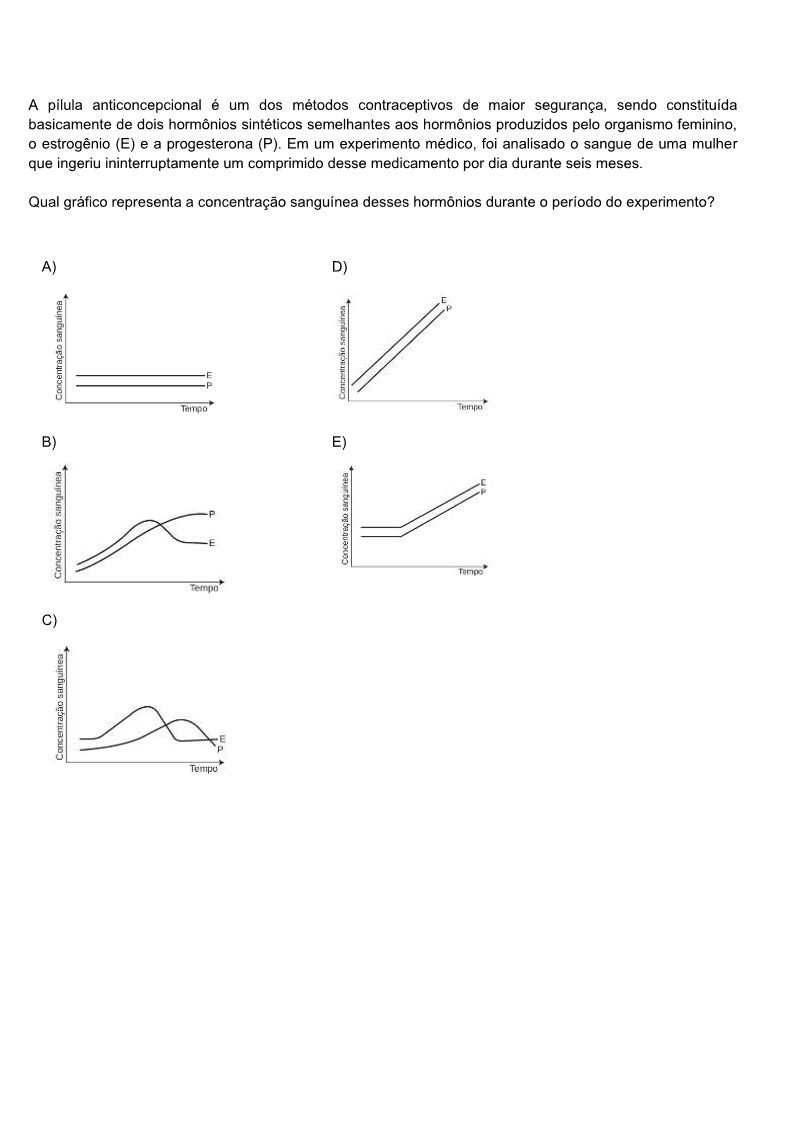 A pílula anticoncepcional é um dos métodos contraceptivos de maior segurança, sendo constituída
basicamente de dois hormônios sintéticos semelhantes aos hormônios produzidos pelo organismo feminino,
o estrogênio (E) e a progesterona (P). Em um experimento médico, foi analisado o sangue de uma mulher
que ingeriu ininterruptamente um comprimido desse medicamento por dia durante seis meses.
Qual gráfico representa a concentração sanguínea desses hormônios durante o período do experimento?
A)
Concentração sanguínea
E
P
Tempo
B)
Concentração sanguínea
P
E
Tempo
C)
Concentração sanguínea
E
P
Tempo
D)
Concentração sanguínea
E
P
Tempo
E)
Concentração sanguínea
E
P
Tempo